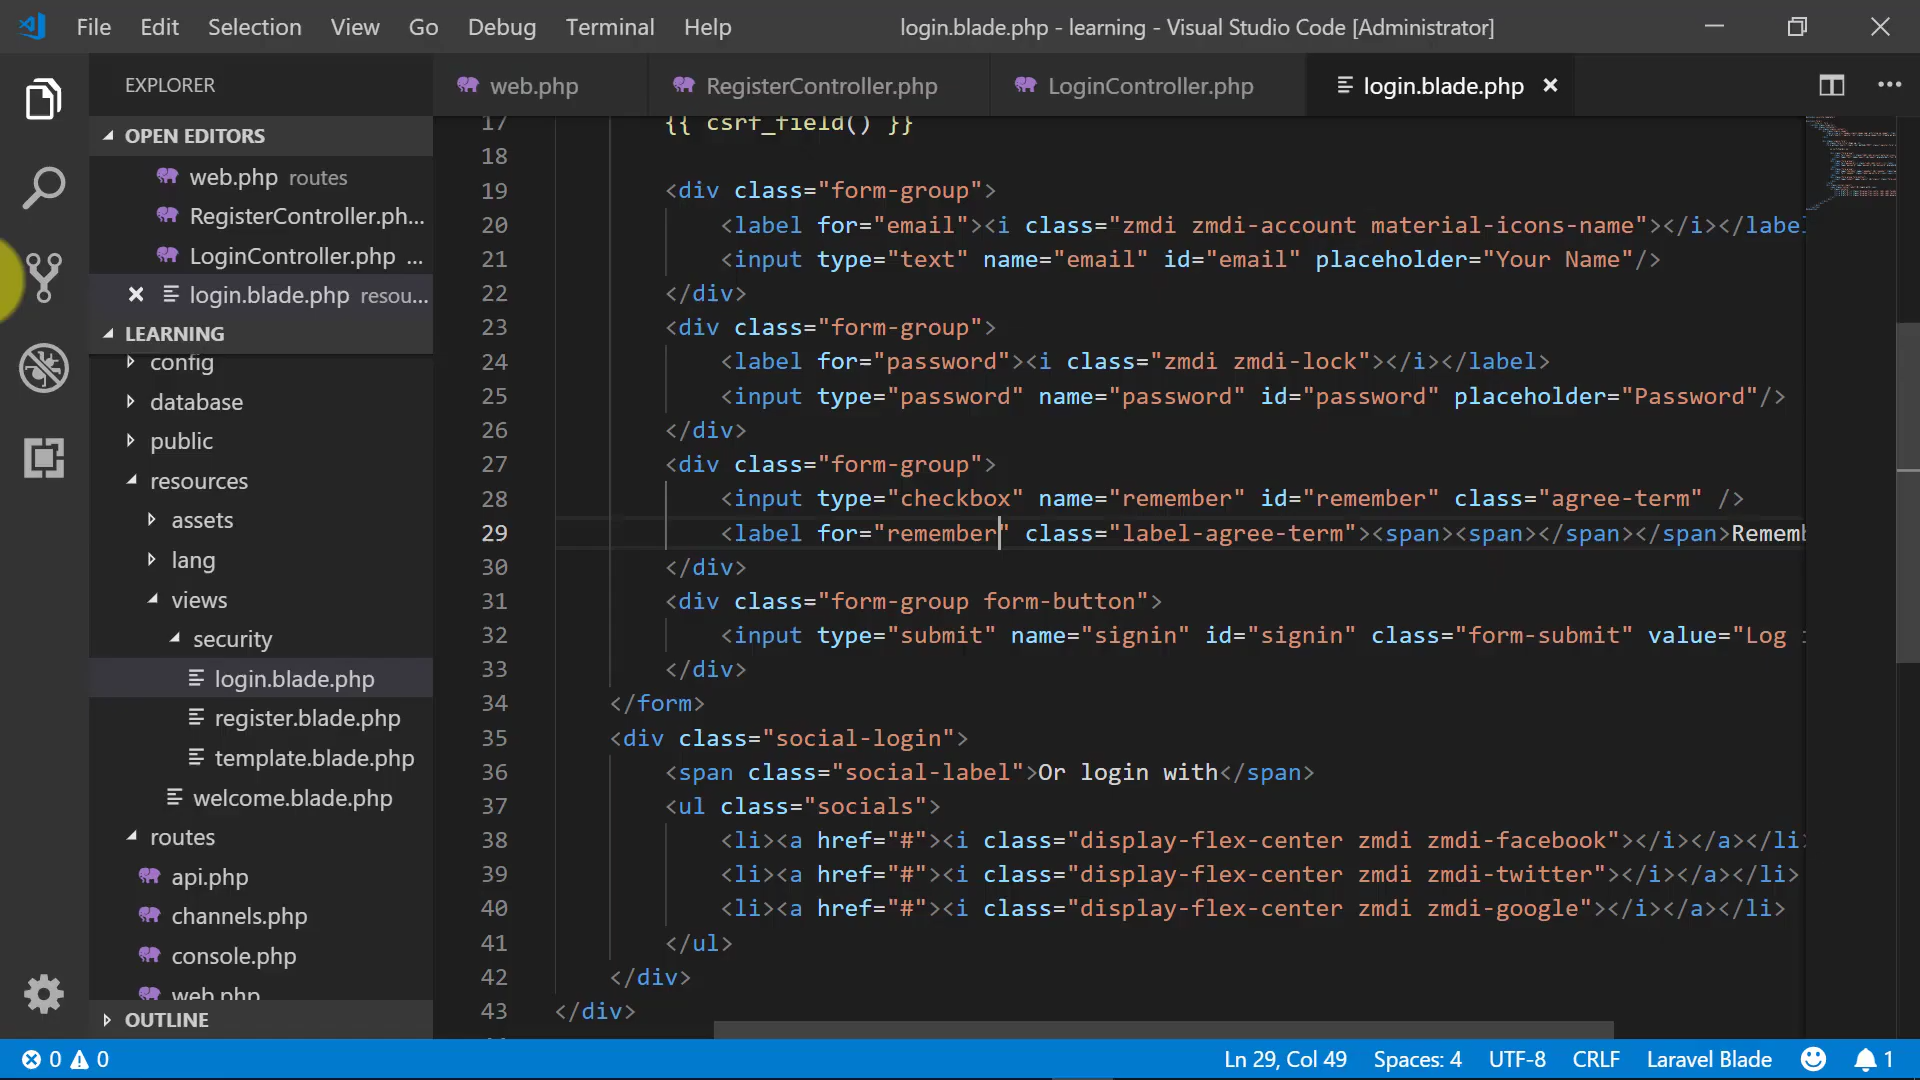 File Edit Selection View Go Debug Terminal Help
login.blade.php - learning - Visual Studio Code [Administrator]
EXPLORER
OPEN EDITORS
web.php routes
RegisterController.ph...
LoginController.php ...
login.blade.php resou...
LEARNING
config
database
public
resources
assets
lang
views
security
login.blade.php
register.blade.php
template.blade.php
welcome.blade.php
routes
api.php
channels.php
console.php
web.php
OUTLINE
web.php
RegisterController.php
LoginController.php
login.blade.php
17 {{ csrf_field() }}
18
19 <div class="form-group">
20 <label for="email"><i class="zmdi zmdi-account material-icons-name"></i></label
21 <input type="text" name="email" id="email" placeholder="Your Name"/>
22 </div>
23 <div class="form-group">
24 <label for="password"><i class="zmdi zmdi-lock"></i></label>
25 <input type="password" name="password" id="password" placeholder="Password"/>
26 </div>
27 <div class="form-group">
28 <input type="checkbox" name="remember" id="remember" class="agree-term" />
29 <label for="remember" class="label-agree-term"><span><span></span></span>Rememb
30 </div>
31 <div class="form-group form-button">
32 <input type="submit" name="signin" id="signin" class="form-submit" value="Log i
33 </div>
34 </form>
35 <div class="social-login">
36 <span class="social-label">Or login with</span>
37 <ul class="socials">
38 <li><a href="#"><i class="display-flex-center zmdi zmdi-facebook"></i></a></li>
39 <li><a href="#"><i class="display-flex-center zmdi zmdi-twitter"></i></a></li>
40 <li><a href="#"><i class="display-flex-center zmdi zmdi-google"></i></a></li>
41 </ul>
42 </div>
43 </div>
0 0
Ln 29, Col 49 Spaces: 4 UTF-8 CRLF Laravel Blade 1